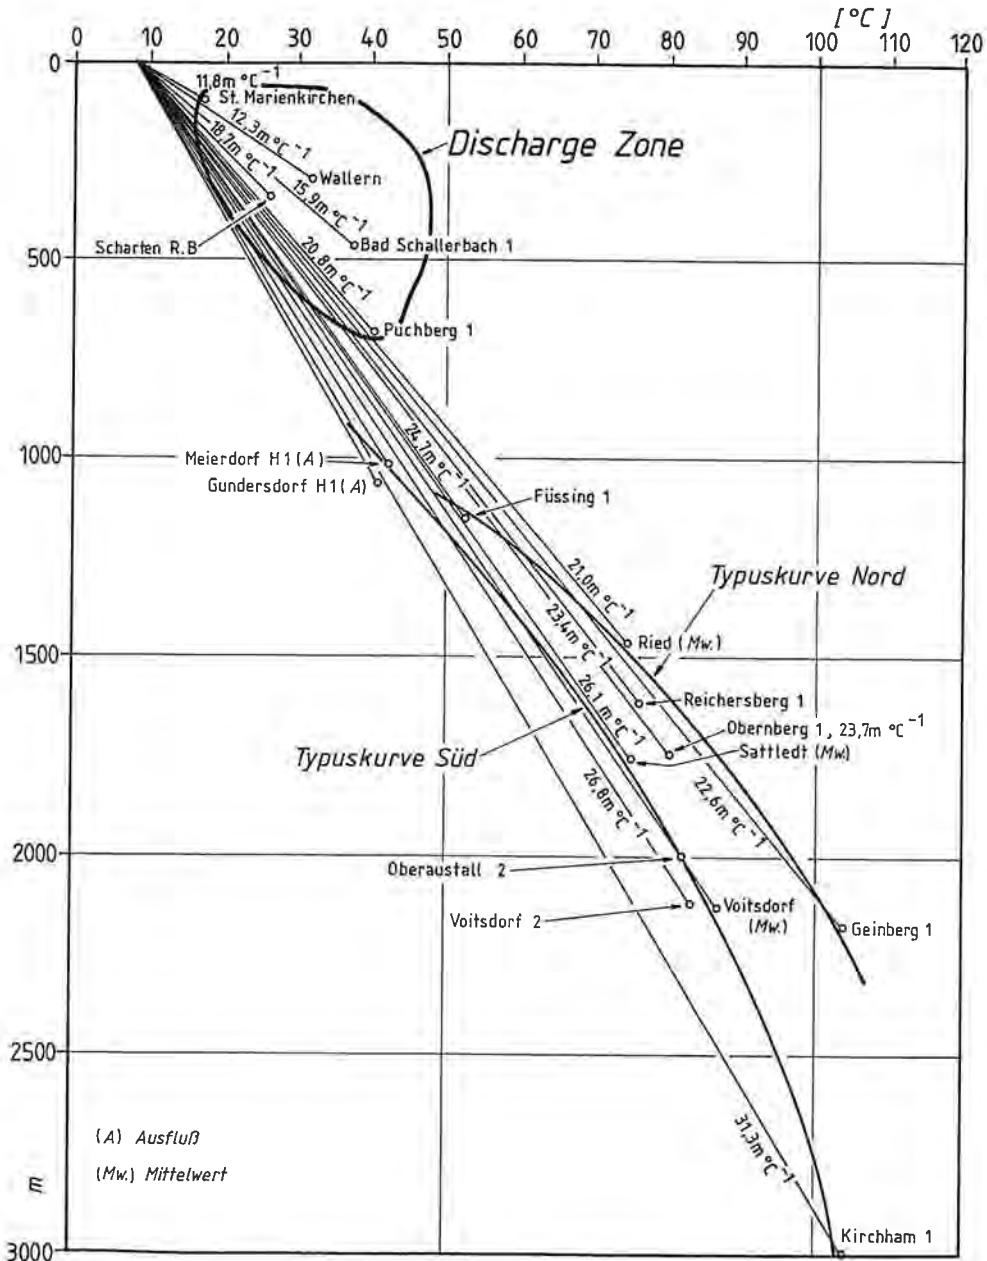 [°C]
0 10 20 30 40 50 60 70 80 90 100 110 120
0
11,8m °C⁻¹
St. Marienkirchen
12,3m °C⁻¹
18,7m °C⁻¹
Discharge Zone
Wallern
15,9m °C⁻¹
Scharten R.B
Bad Schallerbach 1
500
20,8m °C⁻¹
Puchberg 1
24,7m °C⁻¹
1000
Meierdorf H1(A)
Gundersdorf H1(A)
Füssing 1
21,0m °C⁻¹
Typuskurve Nord
23,4m °C⁻¹
Ried (Mw.)
1500
26,1m °C⁻¹
Reichersberg 1
Obernberg 1, 23,7m °C⁻¹
Typuskurve Süd
Sattledt (Mw.)
26,8m °C⁻¹
22,6m °C⁻¹
2000
Oberaustall 2
Voitsdorf 2
Voitsdorf
(Mw.)
Geinberg 1
2500
31,3m °C⁻¹
(A) Ausfluß
(Mw.) Mittelwert
m
Kirchham 1
3000